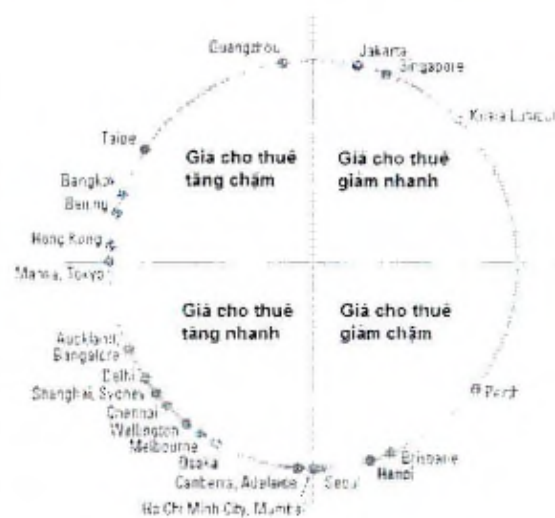 Guangzhou
Jakarta
Singapore
Kuala Lumpur
Taipe
Giá cho thuê
tăng chậm
Giá cho thuê
giảm nhanh
Bangko
Beijing
Hong Kong
Manila, Tokyo
Giá cho thuê
tăng nhanh
Giá cho thuê
giảm chậm
Auckland,
Bangalore
Delhi
Shanghai, Sydney
Chennai
Wellington
Melbourne
Osaka
Canberra, Adelaide
Ho Chi Minh City, Mumbai
Seoul
Hanoi
Brisbane
Perth